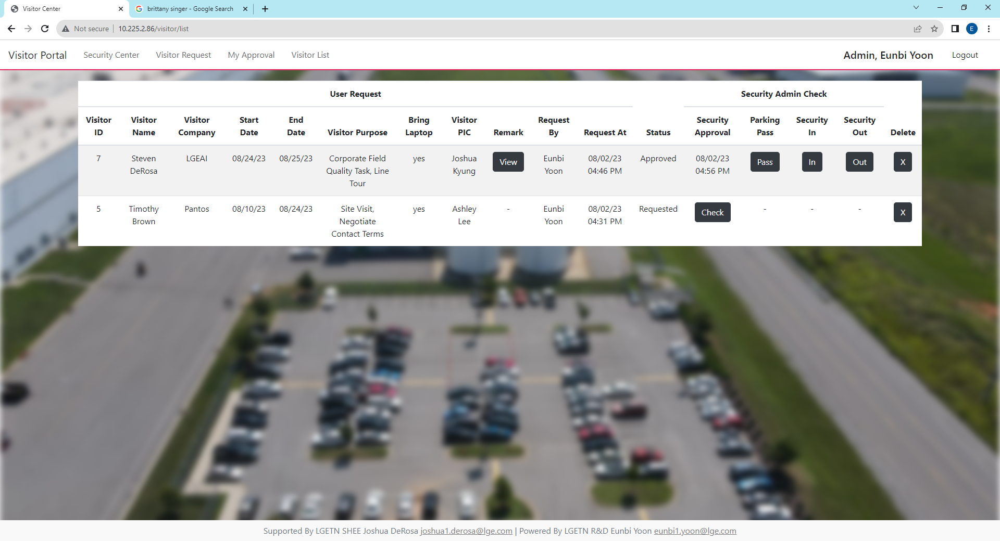 Visitor Center
brittany singer - Google Search
Not secure 10.225.2.86/visitor/list
E
Visitor Portal Security Center Visitor Request My Approval Visitor List Admin, Eunbi Yoon Logout
User Request Security Admin Check
Visitor ID Visitor Name Visitor Company Start Date End Date Visitor Purpose Bring Laptop Visitor PIC Remark Request By Request At Status Security Approval Parking Pass Security In Security Out Delete
7 Steven DeRosa LGEAI 08/24/23 08/25/23 Corporate Field Quality Task, Line Tour yes Joshua Kyung View Eunbi Yoon 08/02/23 04:46 PM Approved 08/02/23 04:56 PM Pass In Out X
5 Timothy Brown Pantos 08/10/23 08/24/23 Site Visit, Negotiate Contact Terms yes Ashley Lee - Eunbi Yoon 08/02/23 04:31 PM Requested Check - - - X
Supported By LGETN SHEE Joshua DeRosa joshua1.derosa@lge.com | Powered By LGETN R&D Eunbi Yoon eunbi1.yoon@lge.com